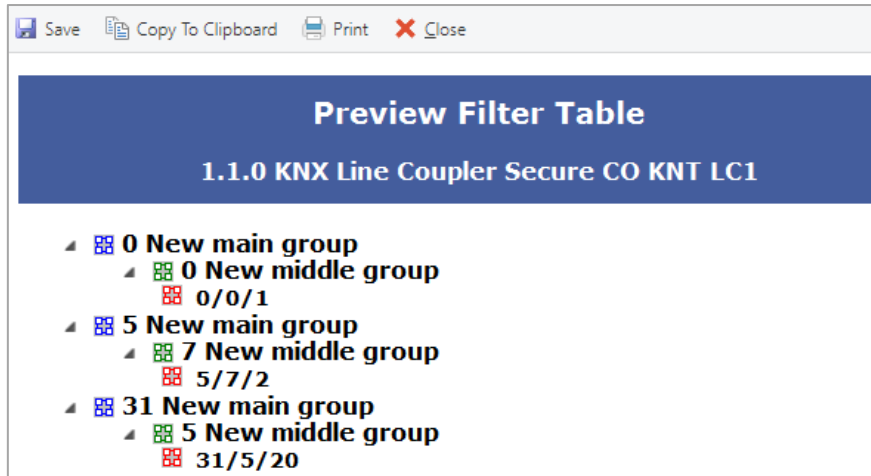 Save Copy To Clipboard Print Close
Preview Filter Table
1.1.0 KNX Line Coupler Secure CO KNT LC1
0 New main group
0 New middle group
0/0/1
5 New main group
7 New middle group
5/7/2
31 New main group
5 New middle group
31/5/20